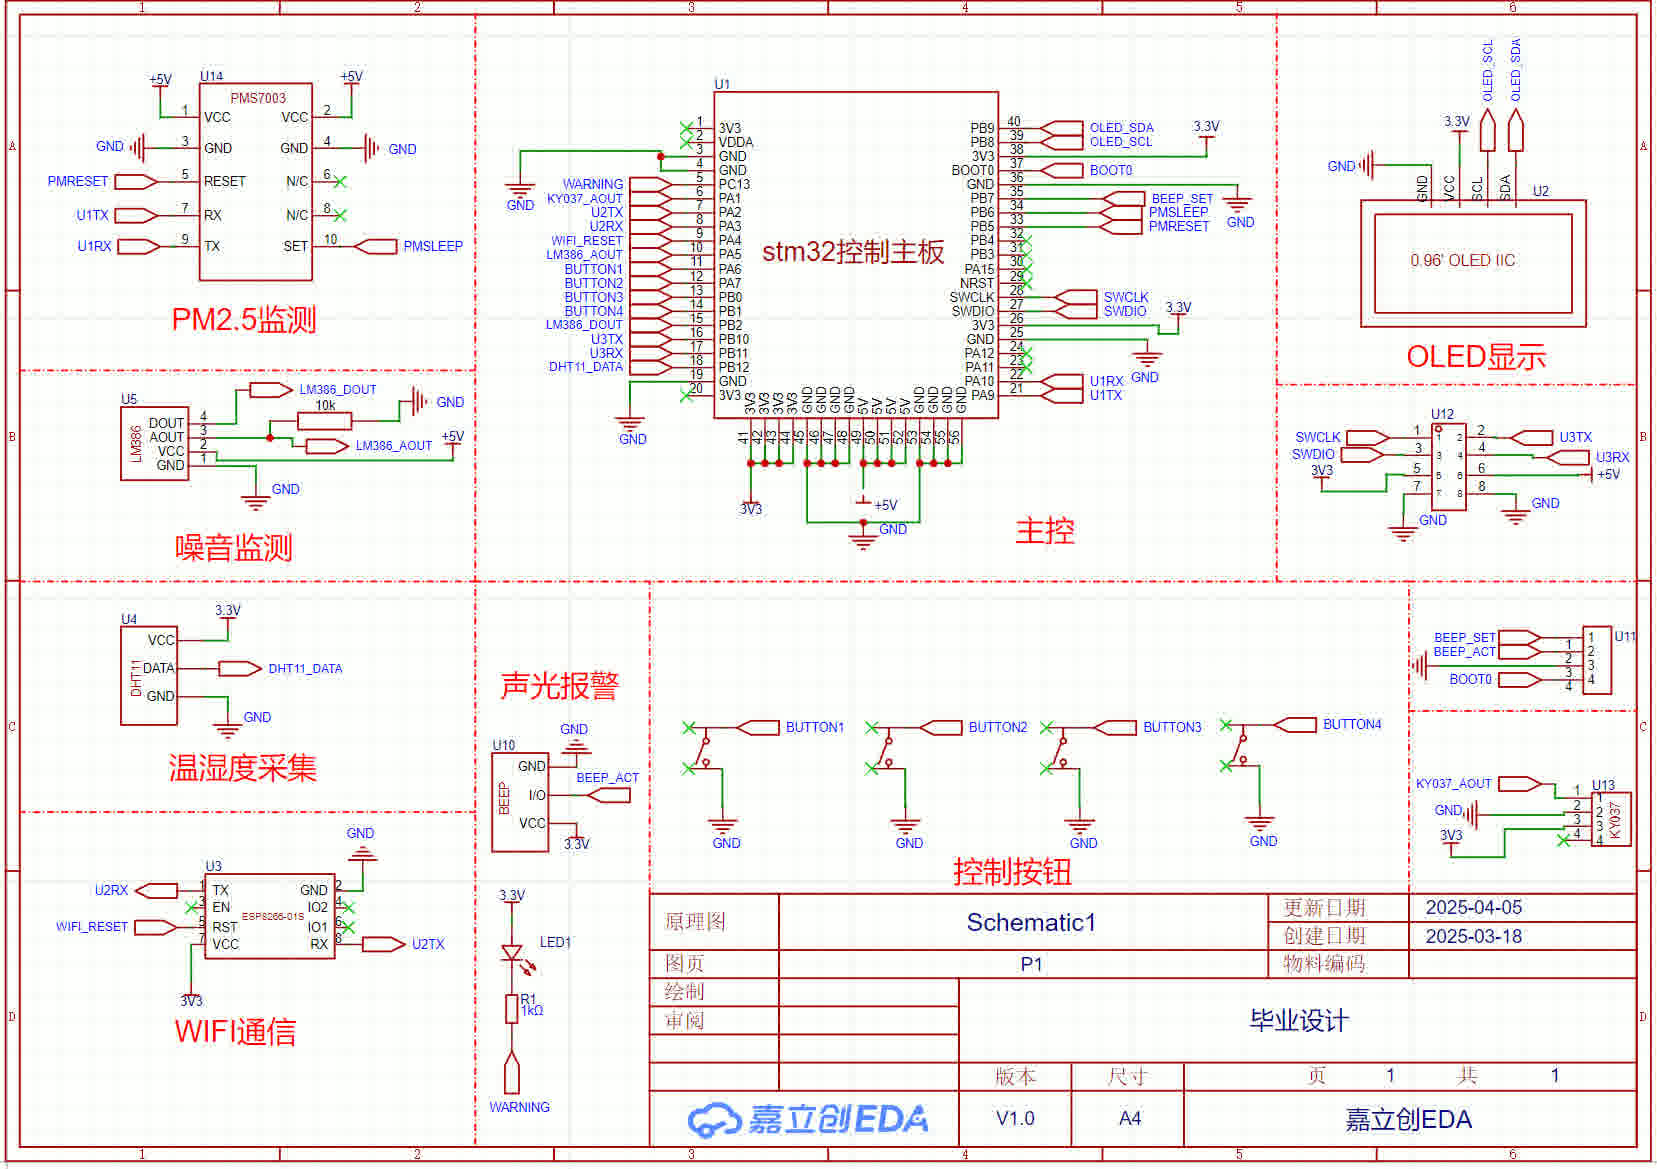 1 2 3 4 5 6
A
B
C
D
+5V U14 +5V
PMS7003
1 VCC VCC 2
GND 3 GND GND 4 GND
PMRESET 5 RESET N/C 6
U1TX 7 RX N/C 8
U1RX 9 TX SET 10 PMSLEEP
PM2.5监测
U5
LM386
DOUT 4 LM386_DOUT
AOUT 3 10k GND
VCC 2 LM386_AOUT
GND 1 +5V
GND
噪音监测
U4
DHT11
VCC 3.3V
DATA DHT11_DATA
GND GND
温湿度采集
GND
U3
ESP8266-01S
U2RX 1 TX GND 2
3 EN IO2 4
WIFI_RESET 5 RST IO1 6
7 VCC RX 8 U2TX
3V3
WIFI通信
U1
stm32控制主板
1 3V3
2 VDDA
3 GND
4 GND
GND
WARNING 5 PC13
KY037_AOUT 6 PA1
U2TX 7 PA2
U2RX 8 PA3
WIFI_RESET 9 PA4
LM386_AOUT 10 PA5
BUTTON1 11 PA6
BUTTON2 12 PA7
BUTTON3 13 PB0
BUTTON4 14 PB1
LM386_DOUT 15 PB2
U3TX 16 PB10
U3RX 17 PB11
DHT11_DATA 18 PB12
19 GND
20 3V3
GND
PB9 40 OLED_SDA
PB8 39 OLED_SCL
3V3 38 3.3V
BOOT0 37 BOOT0
GND 36 GND
PB7 35 BEEP_SET
PB6 34 PMSLEEP
PB5 33 PMRESET
PB4 32
PB3 31
PA15 30
NRST 29
SWCLK 28 SWCLK
SWDIO 27 SWDIO
3V3 26 3.3V
GND 25 GND
PA12 24
PA11 23
PA10 22 U1RX
PA9 21 U1TX
3V3 3V3 3V3 3V3 GND GND GND GND 5V 5V 5V 5V GND GND GND GND
41 42 43 44 45 46 47 48 49 50 51 52 53 54 55 56
3V3
+5V
GND
主控
OLED_SCL OLED_SDA
3.3V
GND
GND VCC SCL SDA
U2
0.96' OLED IIC
OLED显示
U12
SWCLK 1 1 2 2 U3TX
SWDIO 3 3 4 4 U3RX
3V3 5 5 6 6 +5V
7 7 8 8
GND GND
声光报警
GND
U10
BEEP
GND
I/O BEEP_ACT
VCC
3.3V
3.3V
LED1
R1
1kΩ
WARNING
BUTTON1 BUTTON2 BUTTON3 BUTTON4
GND GND GND GND
控制按钮
U11
BEEP_SET 1 1
BEEP_ACT 2 2
3 3
BOOT0 4 4
U13
KY037
KY037_AOUT 1 1
GND 2 2
3V3 3 3
4 4
原理图 Schematic1 更新日期 2025-04-05
创建日期 2025-03-18
图页 P1 物料编码
绘制
审阅
毕业设计
版本 尺寸 页 1 共 1
嘉立创EDA V1.0 A4 嘉立创EDA
1 2 3 4 5 6